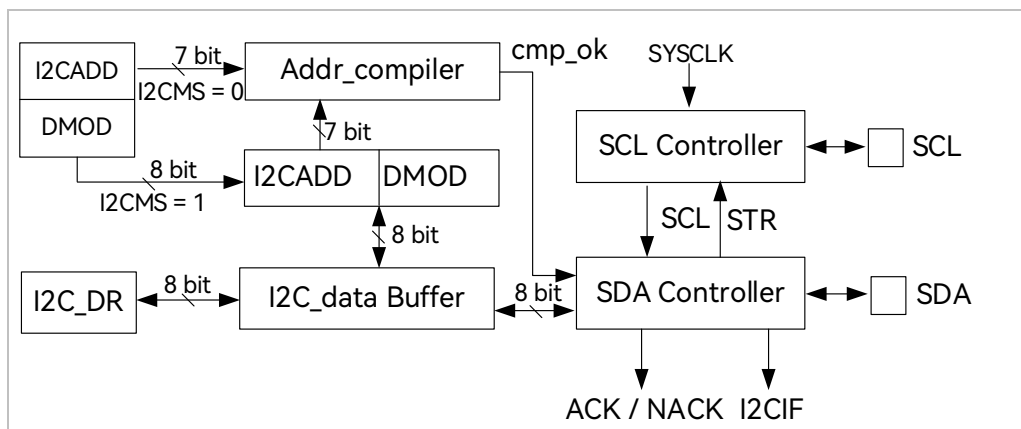 I2CADD
DMOD
7 bit
I2CMS = 0
Addr_compiler
cmp_ok
SYSCLK
SCL Controller
SCL
7 bit
8 bit
I2CMS = 1
I2CADD
DMOD
SCL
STR
8 bit
I2C_DR
8 bit
I2C_data Buffer
8 bit
SDA Controller
SDA
ACK / NACK
I2CIF